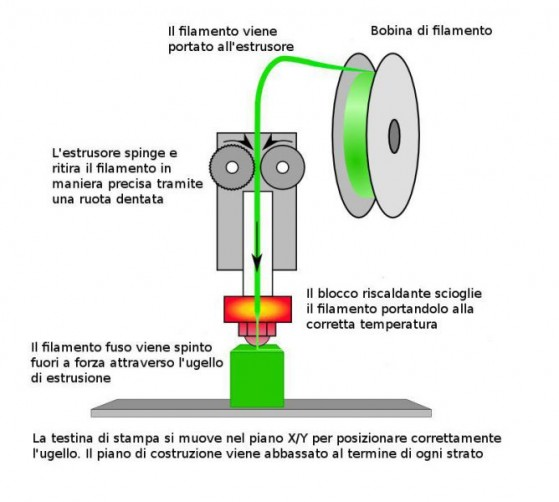 Il filamento viene
portato all'estrusore
Bobina di filamento
L'estrusore spinge e
ritira il filamento in
maniera precisa tramite
una ruota dentata
Il blocco riscaldante scioglie
il filamento portandolo alla
corretta temperatura
Il filamento fuso viene spinto
fuori a forza attraverso l'ugello
di estrusione
La testina di stampa si muove nel piano X/Y per posizionare correttamente
l'ugello. Il piano di costruzione viene abbassato al termine di ogni strato